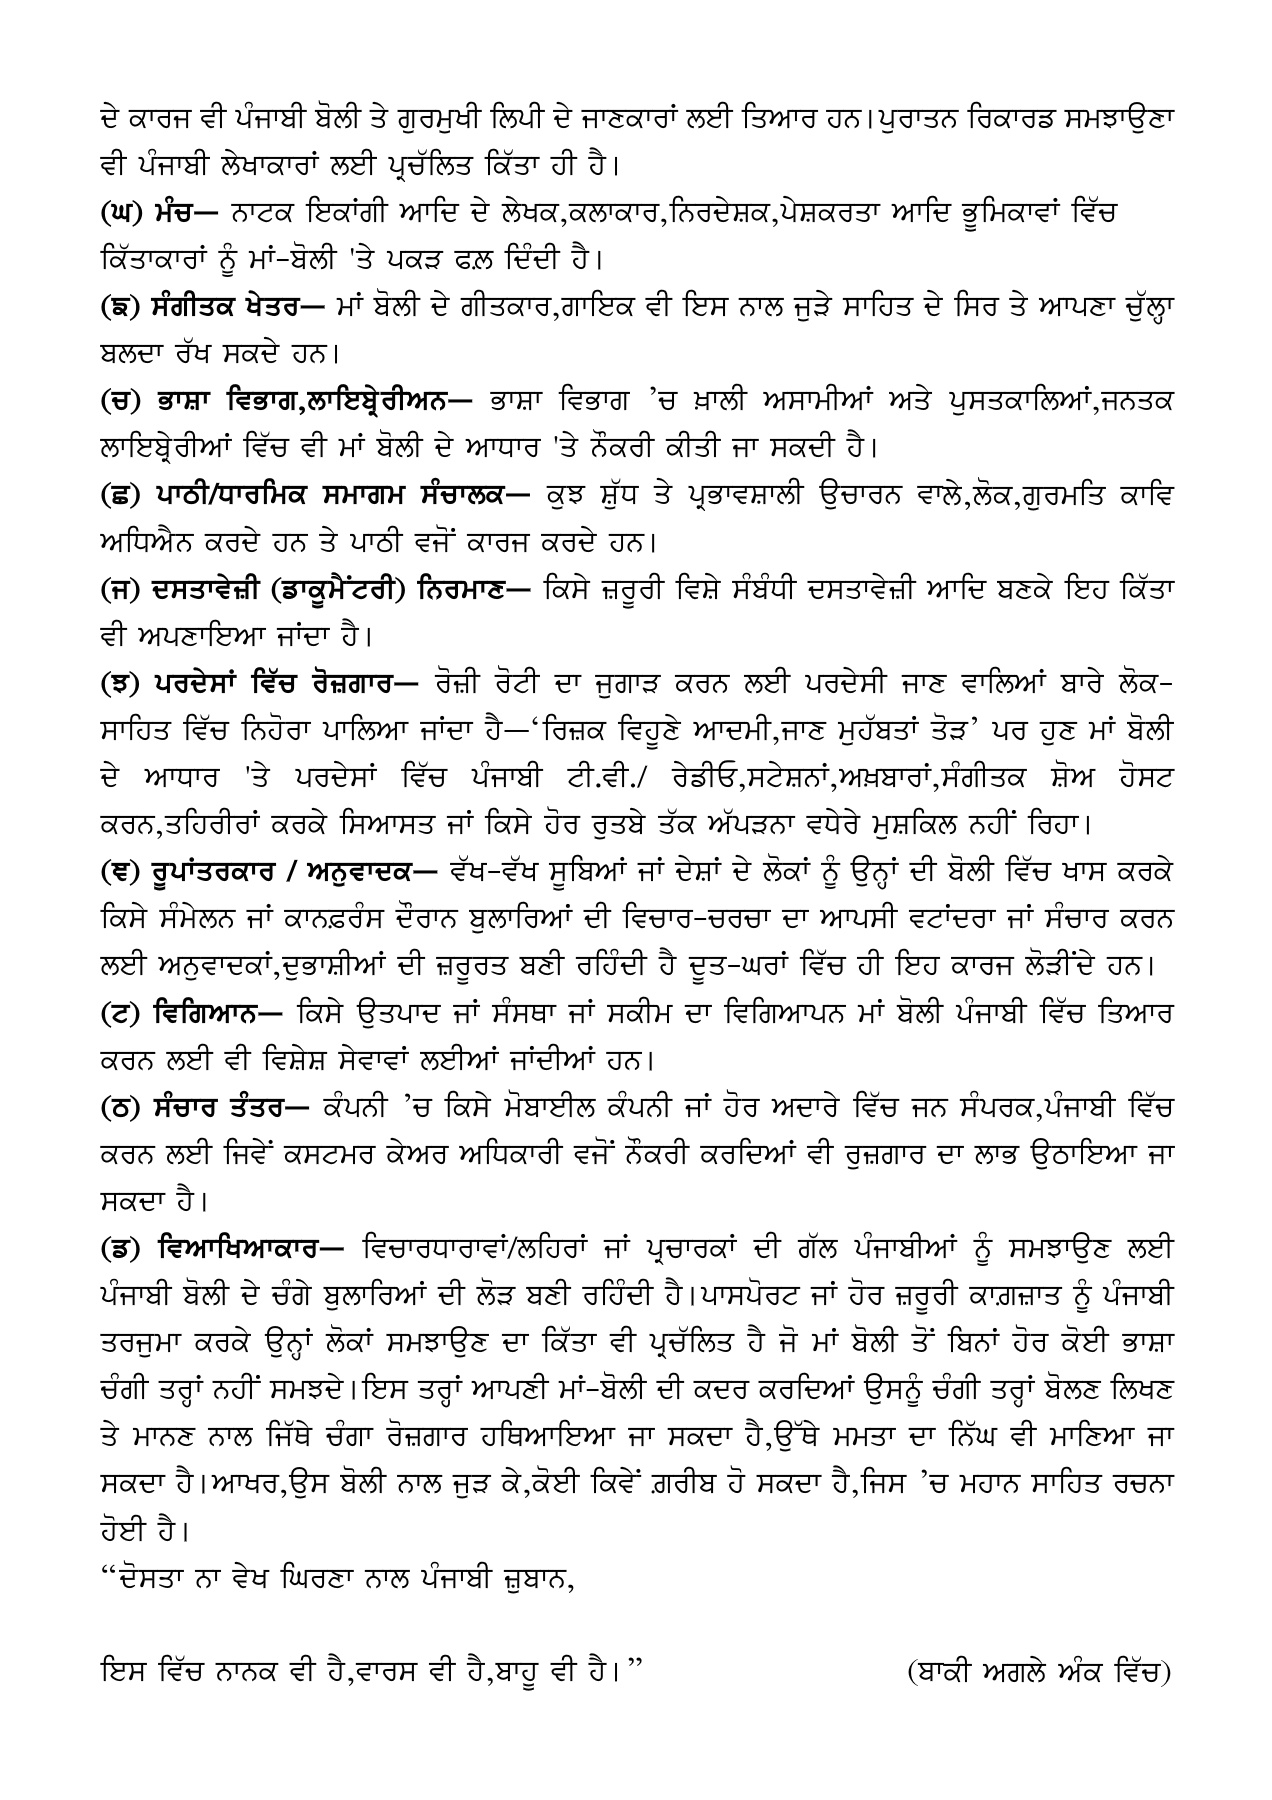 ਦੇ ਕਾਰਜ ਵੀ ਪੰਜਾਬੀ ਬੋਲੀ ਤੇ ਗੁਰਮੁਖੀ ਲਿਪੀ ਦੇ ਜਾਣਕਾਰਾਂ ਲਈ ਤਿਆਰ ਹਨ।ਪੁਰਾਤਨ ਰਿਕਾਰਡ ਸਮਝਾਉਣਾ
ਵੀ ਪੰਜਾਬੀ ਲੇਖਾਕਾਰਾਂ ਲਈ ਪ੍ਰਚੱਲਿਤ ਕਿੱਤਾ ਹੀ ਹੈ।
(ਘ) ਮੰਚ— ਨਾਟਕ ਇਕਾਂਗੀ ਆਦਿ ਦੇ ਲੇਖਕ,ਕਲਾਕਾਰ,ਨਿਰਦੇਸ਼ਕ,ਪੇਸ਼ਕਰਤਾ ਆਦਿ ਭੂਮਿਕਾਵਾਂ ਵਿੱਚ
ਕਿੱਤਾਕਾਰਾਂ ਨੂੰ ਮਾਂ-ਬੋਲੀ 'ਤੇ ਪਕੜ ਫਲ਼ ਦਿੰਦੀ ਹੈ।
(ਙ) ਸੰਗੀਤਕ ਖੇਤਰ— ਮਾਂ ਬੋਲੀ ਦੇ ਗੀਤਕਾਰ,ਗਾਇਕ ਵੀ ਇਸ ਨਾਲ ਜੁੜੇ ਸਾਹਿਤ ਦੇ ਸਿਰ ਤੇ ਆਪਣਾ ਚੁੱਲ੍ਹਾ
ਬਲਦਾ ਰੱਖ ਸਕਦੇ ਹਨ।
(ਚ) ਭਾਸ਼ਾ ਵਿਭਾਗ,ਲਾਇਬ੍ਰੇਰੀਅਨ— ਭਾਸ਼ਾ ਵਿਭਾਗ ’ਚ ਖ਼ਾਲੀ ਅਸਾਮੀਆਂ ਅਤੇ ਪੁਸਤਕਾਲਿਆਂ,ਜਨਤਕ
ਲਾਇਬ੍ਰੇਰੀਆਂ ਵਿੱਚ ਵੀ ਮਾਂ ਬੋਲੀ ਦੇ ਆਧਾਰ 'ਤੇ ਨੌਕਰੀ ਕੀਤੀ ਜਾ ਸਕਦੀ ਹੈ।
(ਛ) ਪਾਠੀ/ਧਾਰਮਿਕ ਸਮਾਗਮ ਸੰਚਾਲਕ— ਕੁਝ ਸ਼ੁੱਧ ਤੇ ਪ੍ਰਭਾਵਸ਼ਾਲੀ ਉਚਾਰਨ ਵਾਲੇ,ਲੋਕ,ਗੁਰਮਤਿ ਕਾਵਿ
ਅਧਿਐਨ ਕਰਦੇ ਹਨ ਤੇ ਪਾਠੀ ਵਜੋਂ ਕਾਰਜ ਕਰਦੇ ਹਨ।
(ਜ) ਦਸਤਾਵੇਜ਼ੀ (ਡਾਕੂਮੈਂਟਰੀ) ਨਿਰਮਾਣ— ਕਿਸੇ ਜ਼ਰੂਰੀ ਵਿਸ਼ੇ ਸੰਬੰਧੀ ਦਸਤਾਵੇਜ਼ੀ ਆਦਿ ਬਣਕੇ ਇਹ ਕਿੱਤਾ
ਵੀ ਅਪਣਾਇਆ ਜਾਂਦਾ ਹੈ।
(ਝ) ਪਰਦੇਸਾਂ ਵਿੱਚ ਰੋਜ਼ਗਾਰ— ਰੋਜ਼ੀ ਰੋਟੀ ਦਾ ਜੁਗਾੜ ਕਰਨ ਲਈ ਪਰਦੇਸੀ ਜਾਣ ਵਾਲਿਆਂ ਬਾਰੇ ਲੋਕ-
ਸਾਹਿਤ ਵਿੱਚ ਨਿਹੋਰਾ ਪਾਲਿਆ ਜਾਂਦਾ ਹੈ—‘ਰਿਜ਼ਕ ਵਿਹੂਣੇ ਆਦਮੀ,ਜਾਣ ਮੁਹੱਬਤਾਂ ਤੋੜ’ ਪਰ ਹੁਣ ਮਾਂ ਬੋਲੀ
ਦੇ ਆਧਾਰ 'ਤੇ ਪਰਦੇਸਾਂ ਵਿੱਚ ਪੰਜਾਬੀ ਟੀ.ਵੀ./ ਰੇਡੀਓ,ਸਟੇਸ਼ਨਾਂ,ਅਖ਼ਬਾਰਾਂ,ਸੰਗੀਤਕ ਸ਼ੋਅ ਹੋਸਟ
ਕਰਨ,ਤਹਿਰੀਰਾਂ ਕਰਕੇ ਸਿਆਸਤ ਜਾਂ ਕਿਸੇ ਹੋਰ ਰੁਤਬੇ ਤੱਕ ਅੱਪੜਨਾ ਵਧੇਰੇ ਮੁਸ਼ਕਿਲ ਨਹੀਂ ਰਿਹਾ।
(ਞ) ਰੂਪਾਂਤਰਕਾਰ / ਅਨੁਵਾਦਕ— ਵੱਖ-ਵੱਖ ਸੂਬਿਆਂ ਜਾਂ ਦੇਸ਼ਾਂ ਦੇ ਲੋਕਾਂ ਨੂੰ ਉਨ੍ਹਾਂ ਦੀ ਬੋਲੀ ਵਿੱਚ ਖਾਸ ਕਰਕੇ
ਕਿਸੇ ਸੰਮੇਲਨ ਜਾਂ ਕਾਨਫ਼ਰੰਸ ਦੌਰਾਨ ਬੁਲਾਰਿਆਂ ਦੀ ਵਿਚਾਰ-ਚਰਚਾ ਦਾ ਆਪਸੀ ਵਟਾਂਦਰਾ ਜਾਂ ਸੰਚਾਰ ਕਰਨ
ਲਈ ਅਨੁਵਾਦਕਾਂ,ਦੁਭਾਸ਼ੀਆਂ ਦੀ ਜ਼ਰੂਰਤ ਬਣੀ ਰਹਿੰਦੀ ਹੈ ਦੂਤ-ਘਰਾਂ ਵਿੱਚ ਹੀ ਇਹ ਕਾਰਜ ਲੋੜੀਂਦੇ ਹਨ।
(ਟ) ਵਿਗਿਆਨ— ਕਿਸੇ ਉਤਪਾਦ ਜਾਂ ਸੰਸਥਾ ਜਾਂ ਸਕੀਮ ਦਾ ਵਿਗਿਆਪਨ ਮਾਂ ਬੋਲੀ ਪੰਜਾਬੀ ਵਿੱਚ ਤਿਆਰ
ਕਰਨ ਲਈ ਵੀ ਵਿਸ਼ੇਸ਼ ਸੇਵਾਵਾਂ ਲਈਆਂ ਜਾਂਦੀਆਂ ਹਨ।
(ਠ) ਸੰਚਾਰ ਤੰਤਰ— ਕੰਪਨੀ ’ਚ ਕਿਸੇ ਮੋਬਾਈਲ ਕੰਪਨੀ ਜਾਂ ਹੋਰ ਅਦਾਰੇ ਵਿੱਚ ਜਨ ਸੰਪਰਕ,ਪੰਜਾਬੀ ਵਿੱਚ
ਕਰਨ ਲਈ ਜਿਵੇਂ ਕਸਟਮਰ ਕੇਅਰ ਅਧਿਕਾਰੀ ਵਜੋਂ ਨੌਕਰੀ ਕਰਦਿਆਂ ਵੀ ਰੁਜ਼ਗਾਰ ਦਾ ਲਾਭ ਉਠਾਇਆ ਜਾ
ਸਕਦਾ ਹੈ।
(ਡ) ਵਿਆਖਿਆਕਾਰ— ਵਿਚਾਰਧਾਰਾਵਾਂ/ਲਹਿਰਾਂ ਜਾਂ ਪ੍ਰਚਾਰਕਾਂ ਦੀ ਗੱਲ ਪੰਜਾਬੀਆਂ ਨੂੰ ਸਮਝਾਉਣ ਲਈ
ਪੰਜਾਬੀ ਬੋਲੀ ਦੇ ਚੰਗੇ ਬੁਲਾਰਿਆਂ ਦੀ ਲੋੜ ਬਣੀ ਰਹਿੰਦੀ ਹੈ।ਪਾਸਪੋਰਟ ਜਾਂ ਹੋਰ ਜ਼ਰੂਰੀ ਕਾਗ਼ਜ਼ਾਤ ਨੂੰ ਪੰਜਾਬੀ
ਤਰਜੁਮਾ ਕਰਕੇ ਉਨ੍ਹਾਂ ਲੋਕਾਂ ਸਮਝਾਉਣ ਦਾ ਕਿੱਤਾ ਵੀ ਪ੍ਰਚੱਲਿਤ ਹੈ ਜੋ ਮਾਂ ਬੋਲੀ ਤੋਂ ਬਿਨਾਂ ਹੋਰ ਕੋਈ ਭਾਸ਼ਾ
ਚੰਗੀ ਤਰ੍ਹਾਂ ਨਹੀਂ ਸਮਝਦੇ।ਇਸ ਤਰ੍ਹਾਂ ਆਪਣੀ ਮਾਂ-ਬੋਲੀ ਦੀ ਕਦਰ ਕਰਦਿਆਂ ਉਸਨੂੰ ਚੰਗੀ ਤਰ੍ਹਾਂ ਬੋਲਣ ਲਿਖਣ
ਤੇ ਮਾਨਣ ਨਾਲ ਜਿੱਥੇ ਚੰਗਾ ਰੋਜ਼ਗਾਰ ਹਥਿਆਇਆ ਜਾ ਸਕਦਾ ਹੈ,ਉੱਥੇ ਮਮਤਾ ਦਾ ਨਿੱਘ ਵੀ ਮਾਣਿਆ ਜਾ
ਸਕਦਾ ਹੈ।ਆਖਰ,ਉਸ ਬੋਲੀ ਨਾਲ ਜੁੜ ਕੇ,ਕੋਈ ਕਿਵੇਂ ਗ਼ਰੀਬ ਹੋ ਸਕਦਾ ਹੈ,ਜਿਸ ’ਚ ਮਹਾਨ ਸਾਹਿਤ ਰਚਨਾ
ਹੋਈ ਹੈ।
“ਦੋਸਤਾ ਨਾ ਵੇਖ ਘਿਰਣਾ ਨਾਲ ਪੰਜਾਬੀ ਜ਼ੁਬਾਨ,
ਇਸ ਵਿੱਚ ਨਾਨਕ ਵੀ ਹੈ,ਵਾਰਸ ਵੀ ਹੈ,ਬਾਹੂ ਵੀ ਹੈ।” (ਬਾਕੀ ਅਗਲੇ ਅੰਕ ਵਿੱਚ)